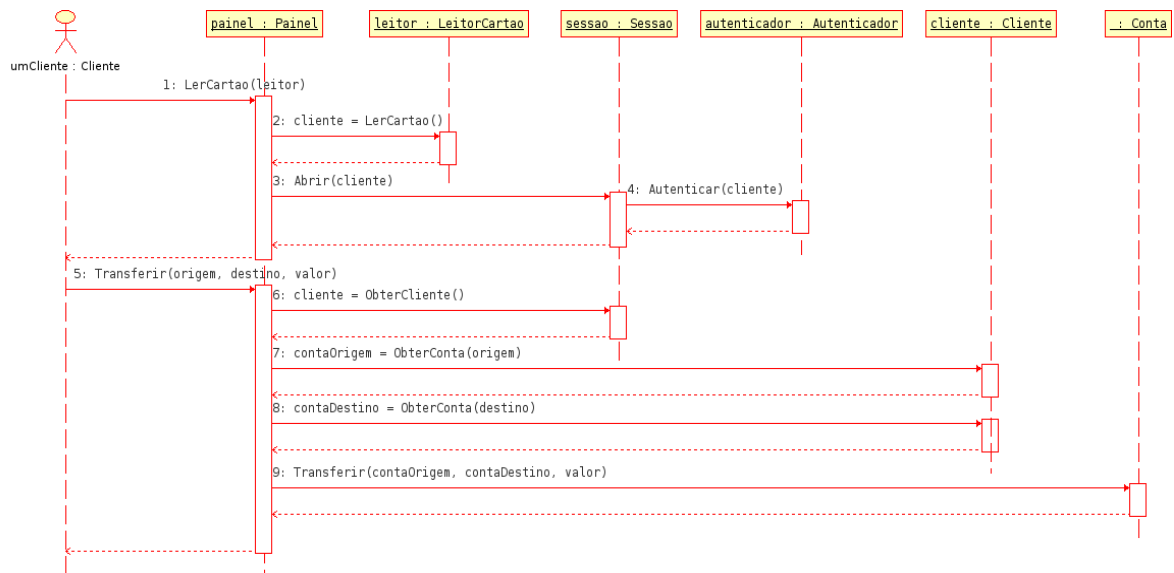 painel : Painel
leitor : LeitorCartao
sessao : Sessao
autenticador : Autenticador
cliente : Cliente
: Conta
umCliente : Cliente
1: LerCartao(leitor)
2: cliente = LerCartao()
3: Abrir(cliente)
4: Autenticar(cliente)
5: Transferir(origem, destino, valor)
6: cliente = ObterCliente()
7: contaOrigem = ObterConta(origem)
8: contaDestino = ObterConta(destino)
9: Transferir(contaOrigem, contaDestino, valor)